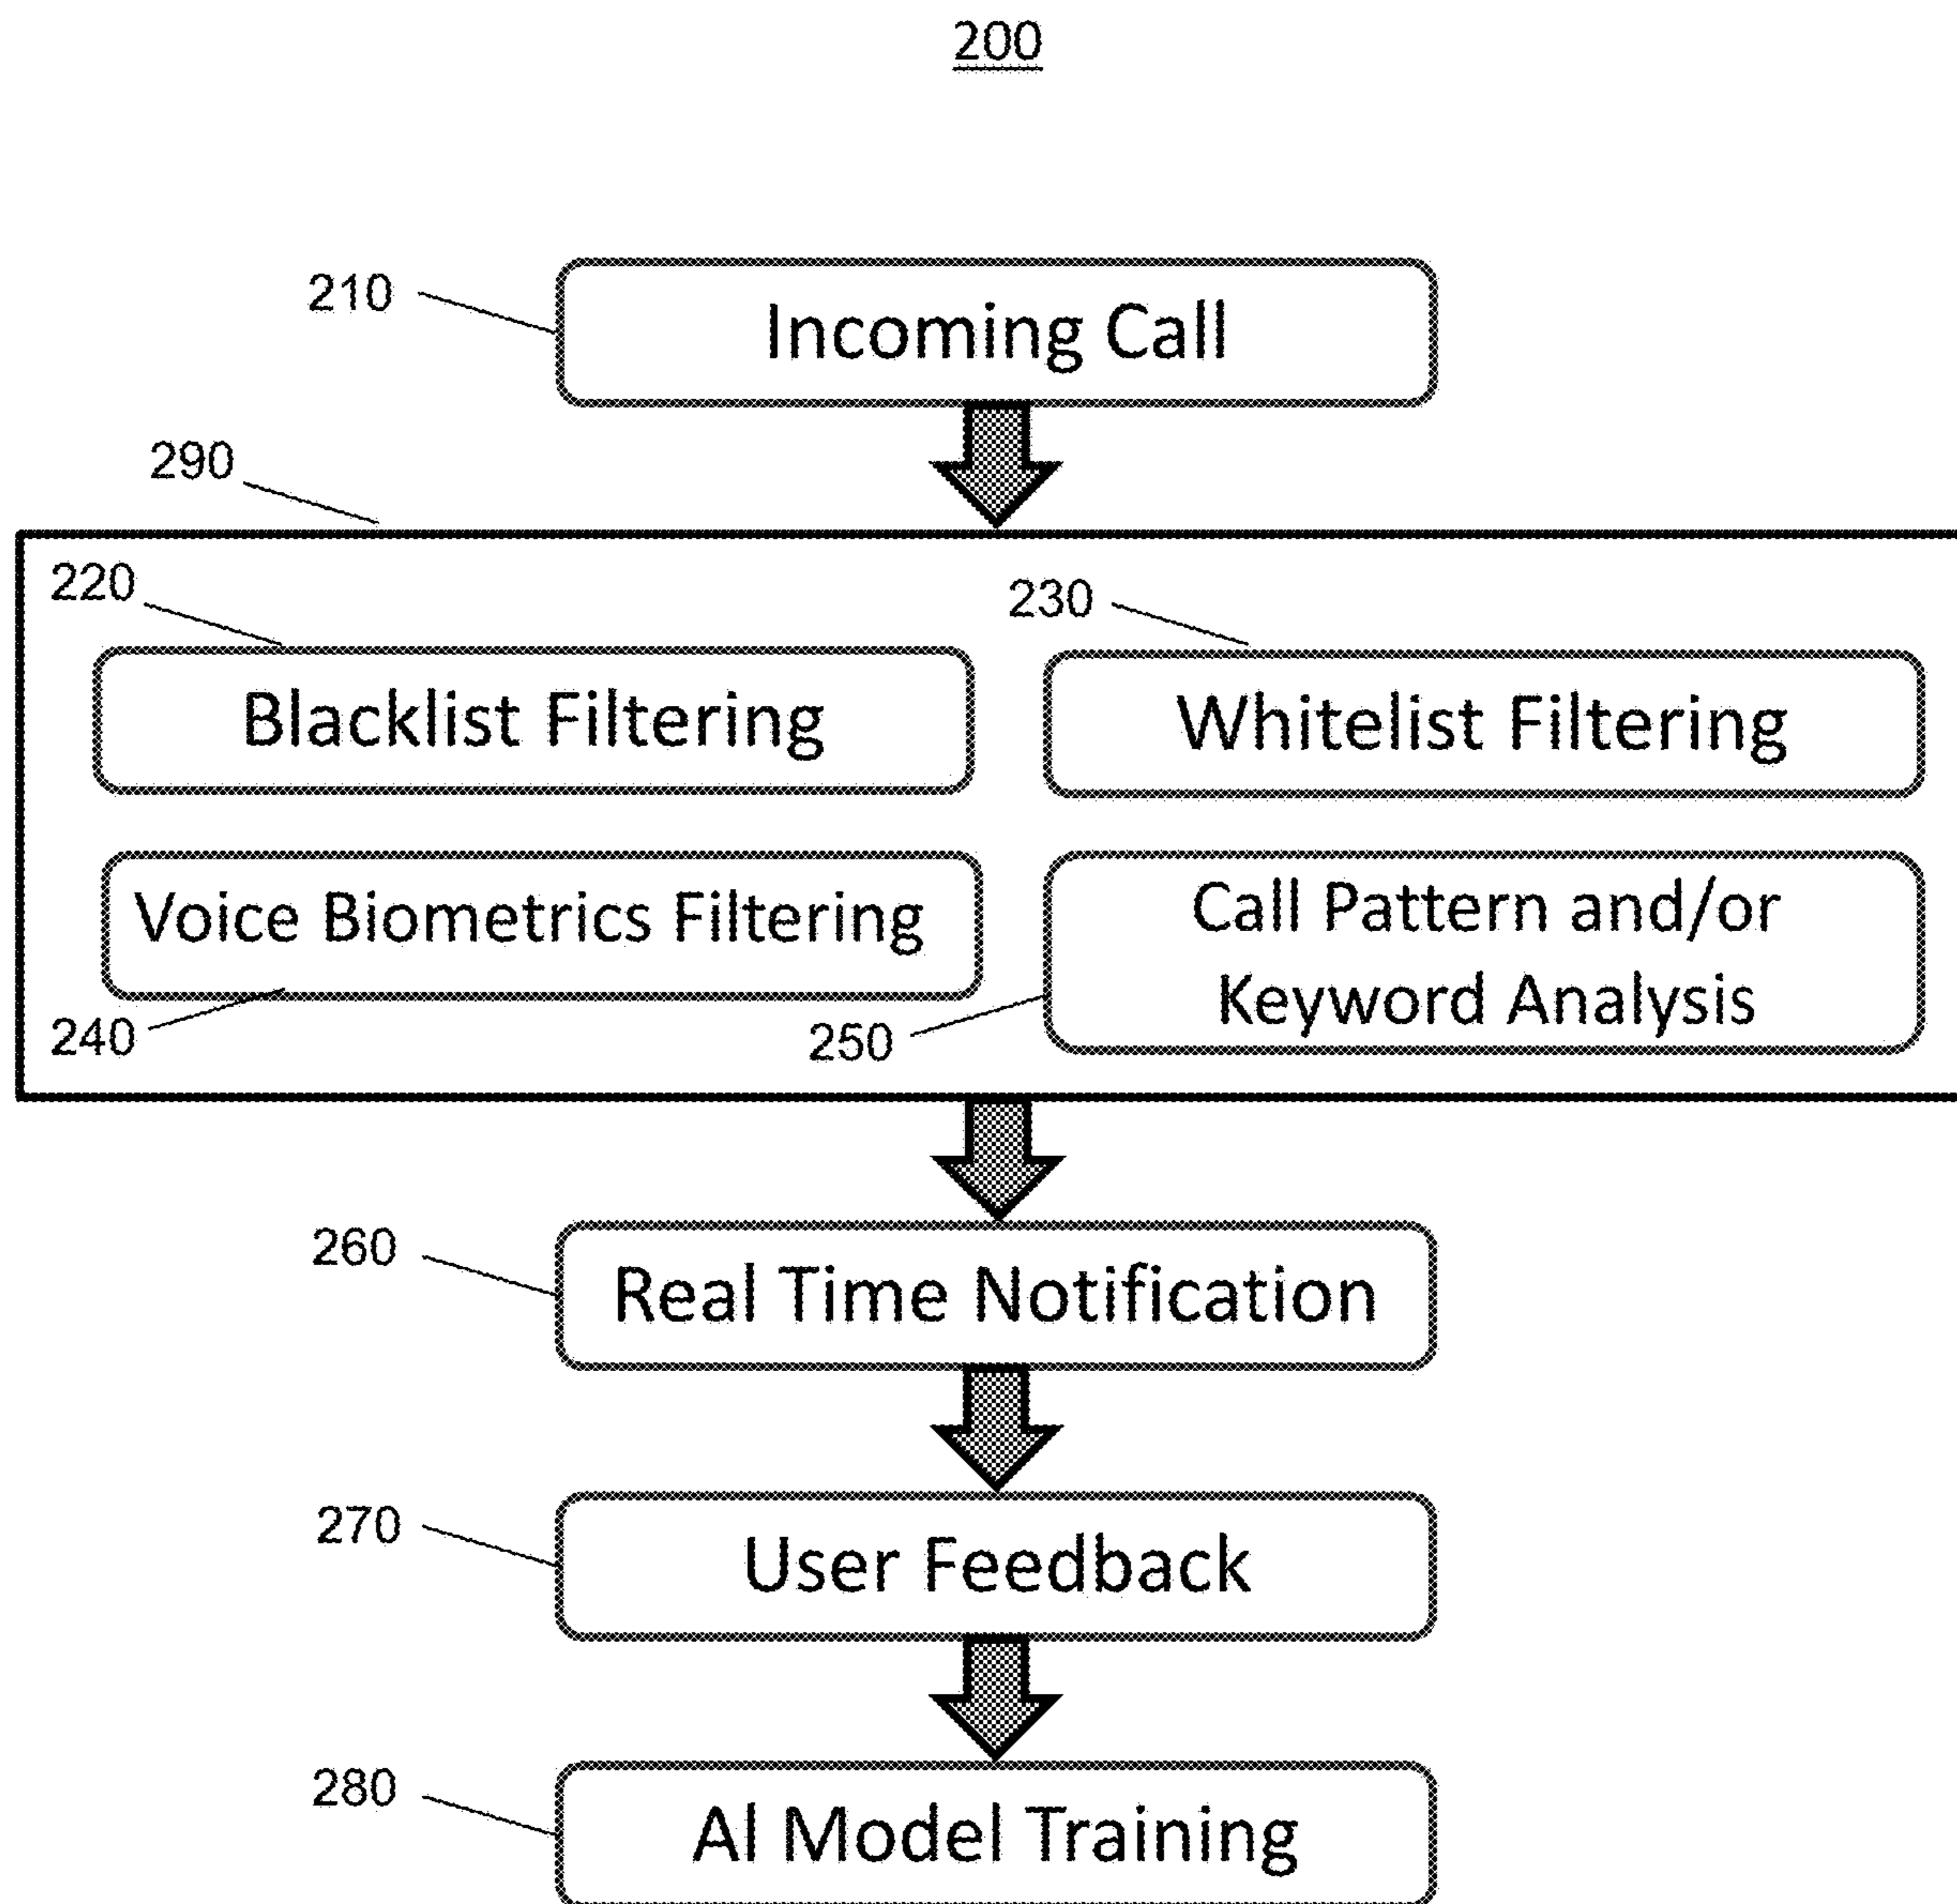 200
210
Incoming Call
290
220
230
Blacklist Filtering
Whitelist Filtering
Voice Biometrics Filtering
Call Pattern and/or
Keyword Analysis
240
250
260
Real Time Notification
270
User Feedback
280
AI Model Training